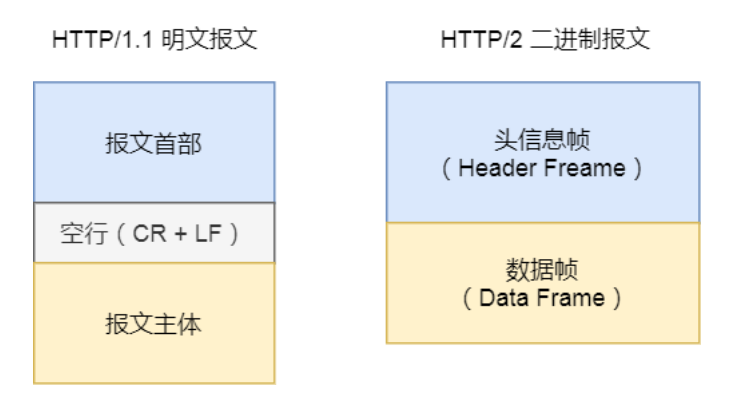 HTTP/1.1 明文报文
HTTP/2 二进制报文
报文首部
空行（CR + LF）
报文主体
头信息帧
（Header Freame）
数据帧
（Data Frame）